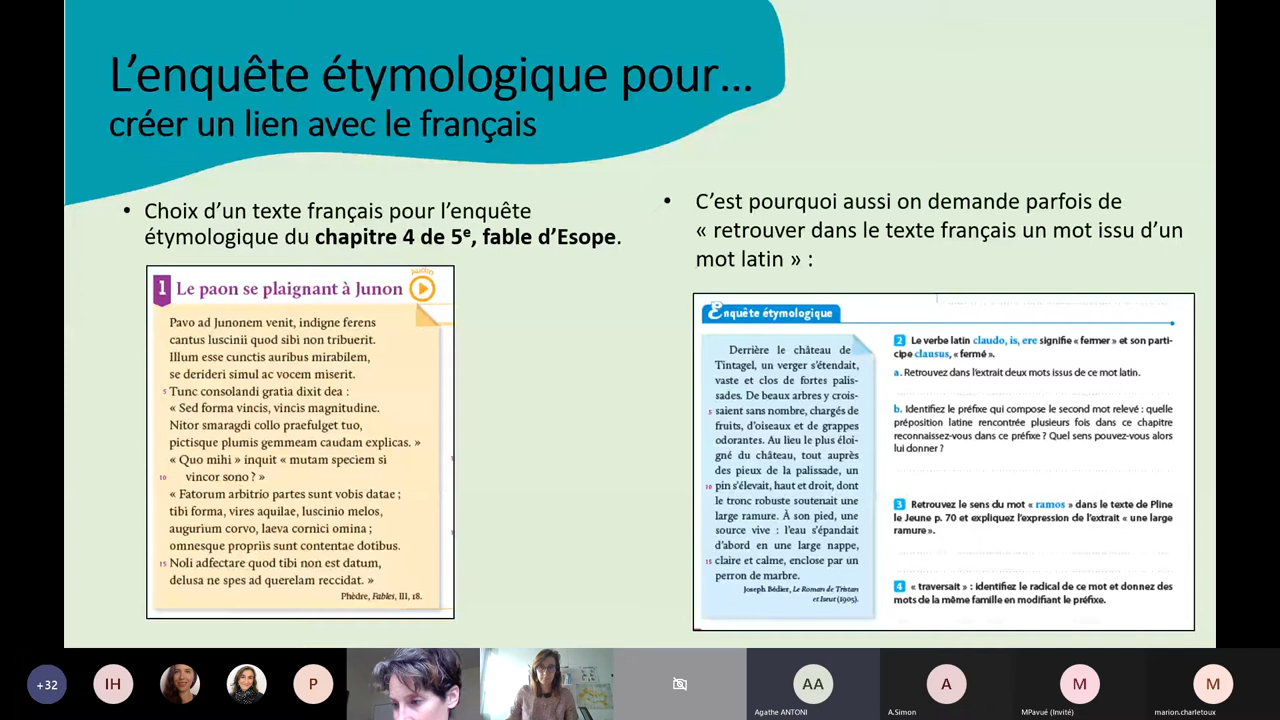 L'enquête étymologique pour...
créer un lien avec le français
• Choix d'un texte français pour l'enquête
étymologique du chapitre 4 de 5e, fable d'Esope.
Audio
1 Le paon se plaignant à Junon
Pavo ad Junonem venit, indigne ferens
cantus luscinii quod sibi non tribuerit.
Illum esse cunctis auribus mirabilem,
se derideri simul ac vocem miserit.
5 Tunc consolandi gratia dixit dea :
« Sed forma vincis, vincis magnitudine.
Nitor smaragdi collo praefulget tuo,
pictisque plumis gemmeam caudam explicas. »
« Quo mihi » inquit « mutam speciem si
10 vincor sono ? »
« Fatorum arbitrio partes sunt vobis datae ;
tibi forma, vires aquilae, luscinio melos,
augurium corvo, laeva cornici omina ;
omnesque propriis sunt contentae dotibus.
15 Noli adfectare quod tibi non est datum,
delusa ne spes ad querelam reccidat. »
Phèdre, Fables, III, 18.
• C'est pourquoi aussi on demande parfois de
« retrouver dans le texte français un mot issu d'un
mot latin » :
Enquête étymologique
Derrière le château de
Tintagel, un verger s'étendait,
vaste et clos de fortes palis-
sades. De beaux arbres y crois-
5 saient sans nombre, chargés de
fruits, d'oiseaux et de grappes
odorantes. Au lieu le plus éloi-
gné du château, tout auprès
des pieux de la palissade, un
10 pin s'élevait, haut et droit, dont
le tronc robuste soutenait une
large ramure. À son pied, une
source vive : l'eau s'épandait
d'abord en une large nappe,
15 claire et calme, enclose par un
perron de marbre.
Joseph Bédier, Le Roman de Tristan
et Iseut (1905).
2 Le verbe latin claudo, is, ere signifie « fermer » et son parti-
cipe clausus, « fermé ».
a. Retrouvez dans l'extrait deux mots issus de ce mot latin.
b. Identifiez le préfixe qui compose le second mot relevé : quelle
préposition latine rencontrée plusieurs fois dans ce chapitre
reconnaissez-vous dans ce préfixe ? Quel sens pouvez-vous alors
lui donner ?
3 Retrouvez le sens du mot « ramos » dans le texte de Pline
le Jeune p. 70 et expliquez l'expression de l'extrait « une large
ramure ».
4 « traversait » : identifiez le radical de ce mot et donnez des
mots de la même famille en modifiant le préfixe.
+32
IH
P
AA
A
M
M
Agathe ANTONI
A.Simon
MPavué (Invité)
marion.charletoux